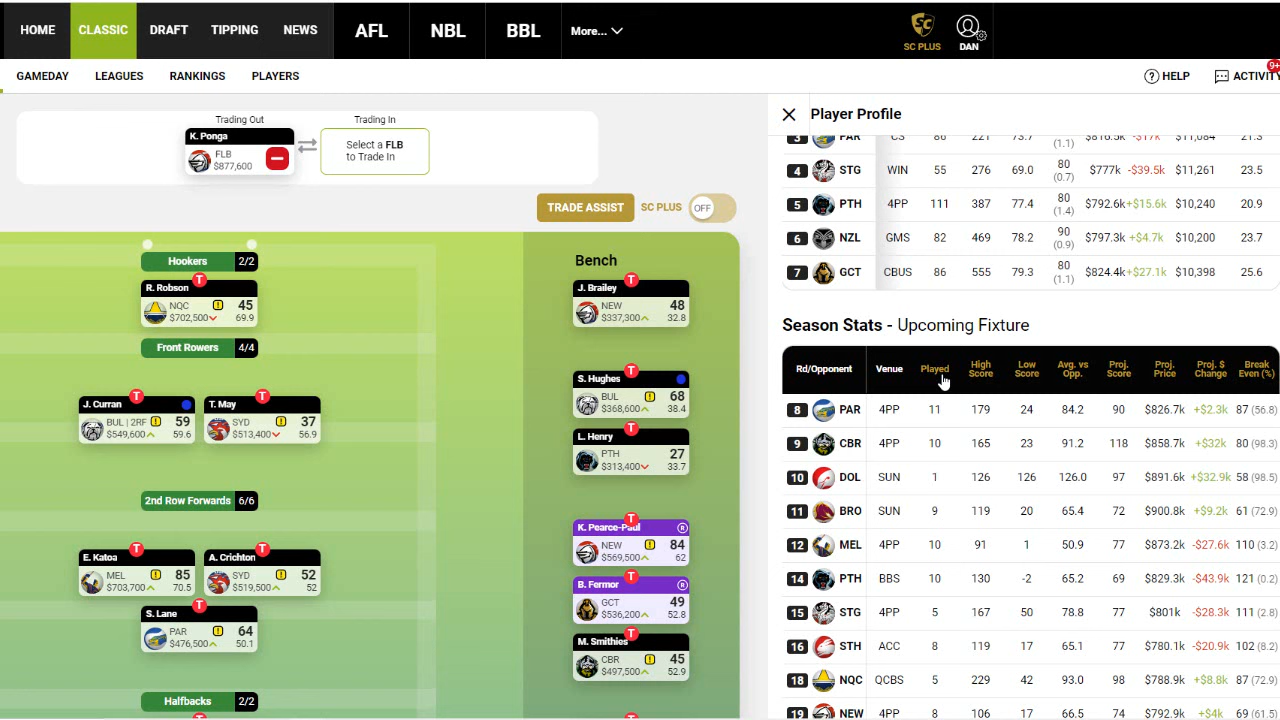 HOME CLASSIC DRAFT TIPPING NEWS AFL NBL BBL More... SC PLUS DAN
GAMEDAY LEAGUES RANKINGS PLAYERS HELP ACTIVITY 9+
Trading Out Trading In
K. Ponga
FLB
$877,600
Select a FLB
to Trade In
TRADE ASSIST SC PLUS OFF
Hookers 2/2
T
R. Robson
NQC ! 45
$702,500 69.9
Front Rowers 4/4
T
J. Curran
BUL | 2RF ! 59
$549,600 59.6
T
T. May
SYD ! 37
$513,400 56.9
2nd Row Forwards 6/6
T
E. Katoa
MEL ! 85
$703,700 70.5
T
A. Crichton
SYD ! 52
$519,500 52
T
S. Lane
PAR ! 64
$476,500 50.1
Halfbacks 2/2
Bench
T
J. Brailey
NEW 48
$337,300 32.8
T
S. Hughes
BUL 68
$368,600 38.4
T
L. Henry
PTH 27
$313,400 33.7
T
K. Pearce-Paul R
NEW ! 84
$569,500 62
T
B. Fermor R
GCT ! 49
$536,200 52.8
T
M. Smithies
CBR ! 45
$497,500 52.9
Player Profile
3 PAR CS 86 221 73.7 (1.1) $816.5k -$17k $11,084 21.3
4 STG WIN 55 276 69.0 80 (0.7) $777k -$39.5k $11,261 23.5
5 PTH 4PP 111 387 77.4 80 (1.4) $792.6k +$15.6k $10,240 20.9
6 NZL GMS 82 469 78.2 90 (0.9) $797.3k +$4.7k $10,200 23.7
7 GCT CBUS 86 555 79.3 80 (1.1) $824.4k +$27.1k $10,398 25.6
Season Stats - Upcoming Fixture
Rd/Opponent Venue Played High Score Low Score Avg. vs Opp. Proj. Score Proj. Price Proj. $ Change Break Even (%)
8 PAR 4PP 11 179 24 84.2 90 $826.7k +$2.3k 87 (56.8)
9 CBR 4PP 10 165 23 91.2 118 $858.7k +$32k 80 (98.3)
10 DOL SUN 1 126 126 126.0 97 $891.6k +$32.9k 58 (98.5)
11 BRO SUN 9 119 20 65.4 72 $900.8k +$9.2k 61 (72.9)
12 MEL 4PP 10 91 1 50.9 77 $873.2k -$27.6k 110 (3.2)
14 PTH BBS 10 130 -2 65.2 69 $829.3k -$43.9k 121 (0.2)
15 STG 4PP 5 167 50 78.8 77 $801k -$28.3k 111 (2.8)
16 STH ACC 8 119 17 65.1 77 $780.1k -$20.9k 102 (8.2)
18 NQC QCBS 5 229 42 93.0 98 $788.9k +$8.8k 87 (72.9)
19 NEW 4PP 8 106 17 66.5 74 $792.9k +$4k 69 (61.5)